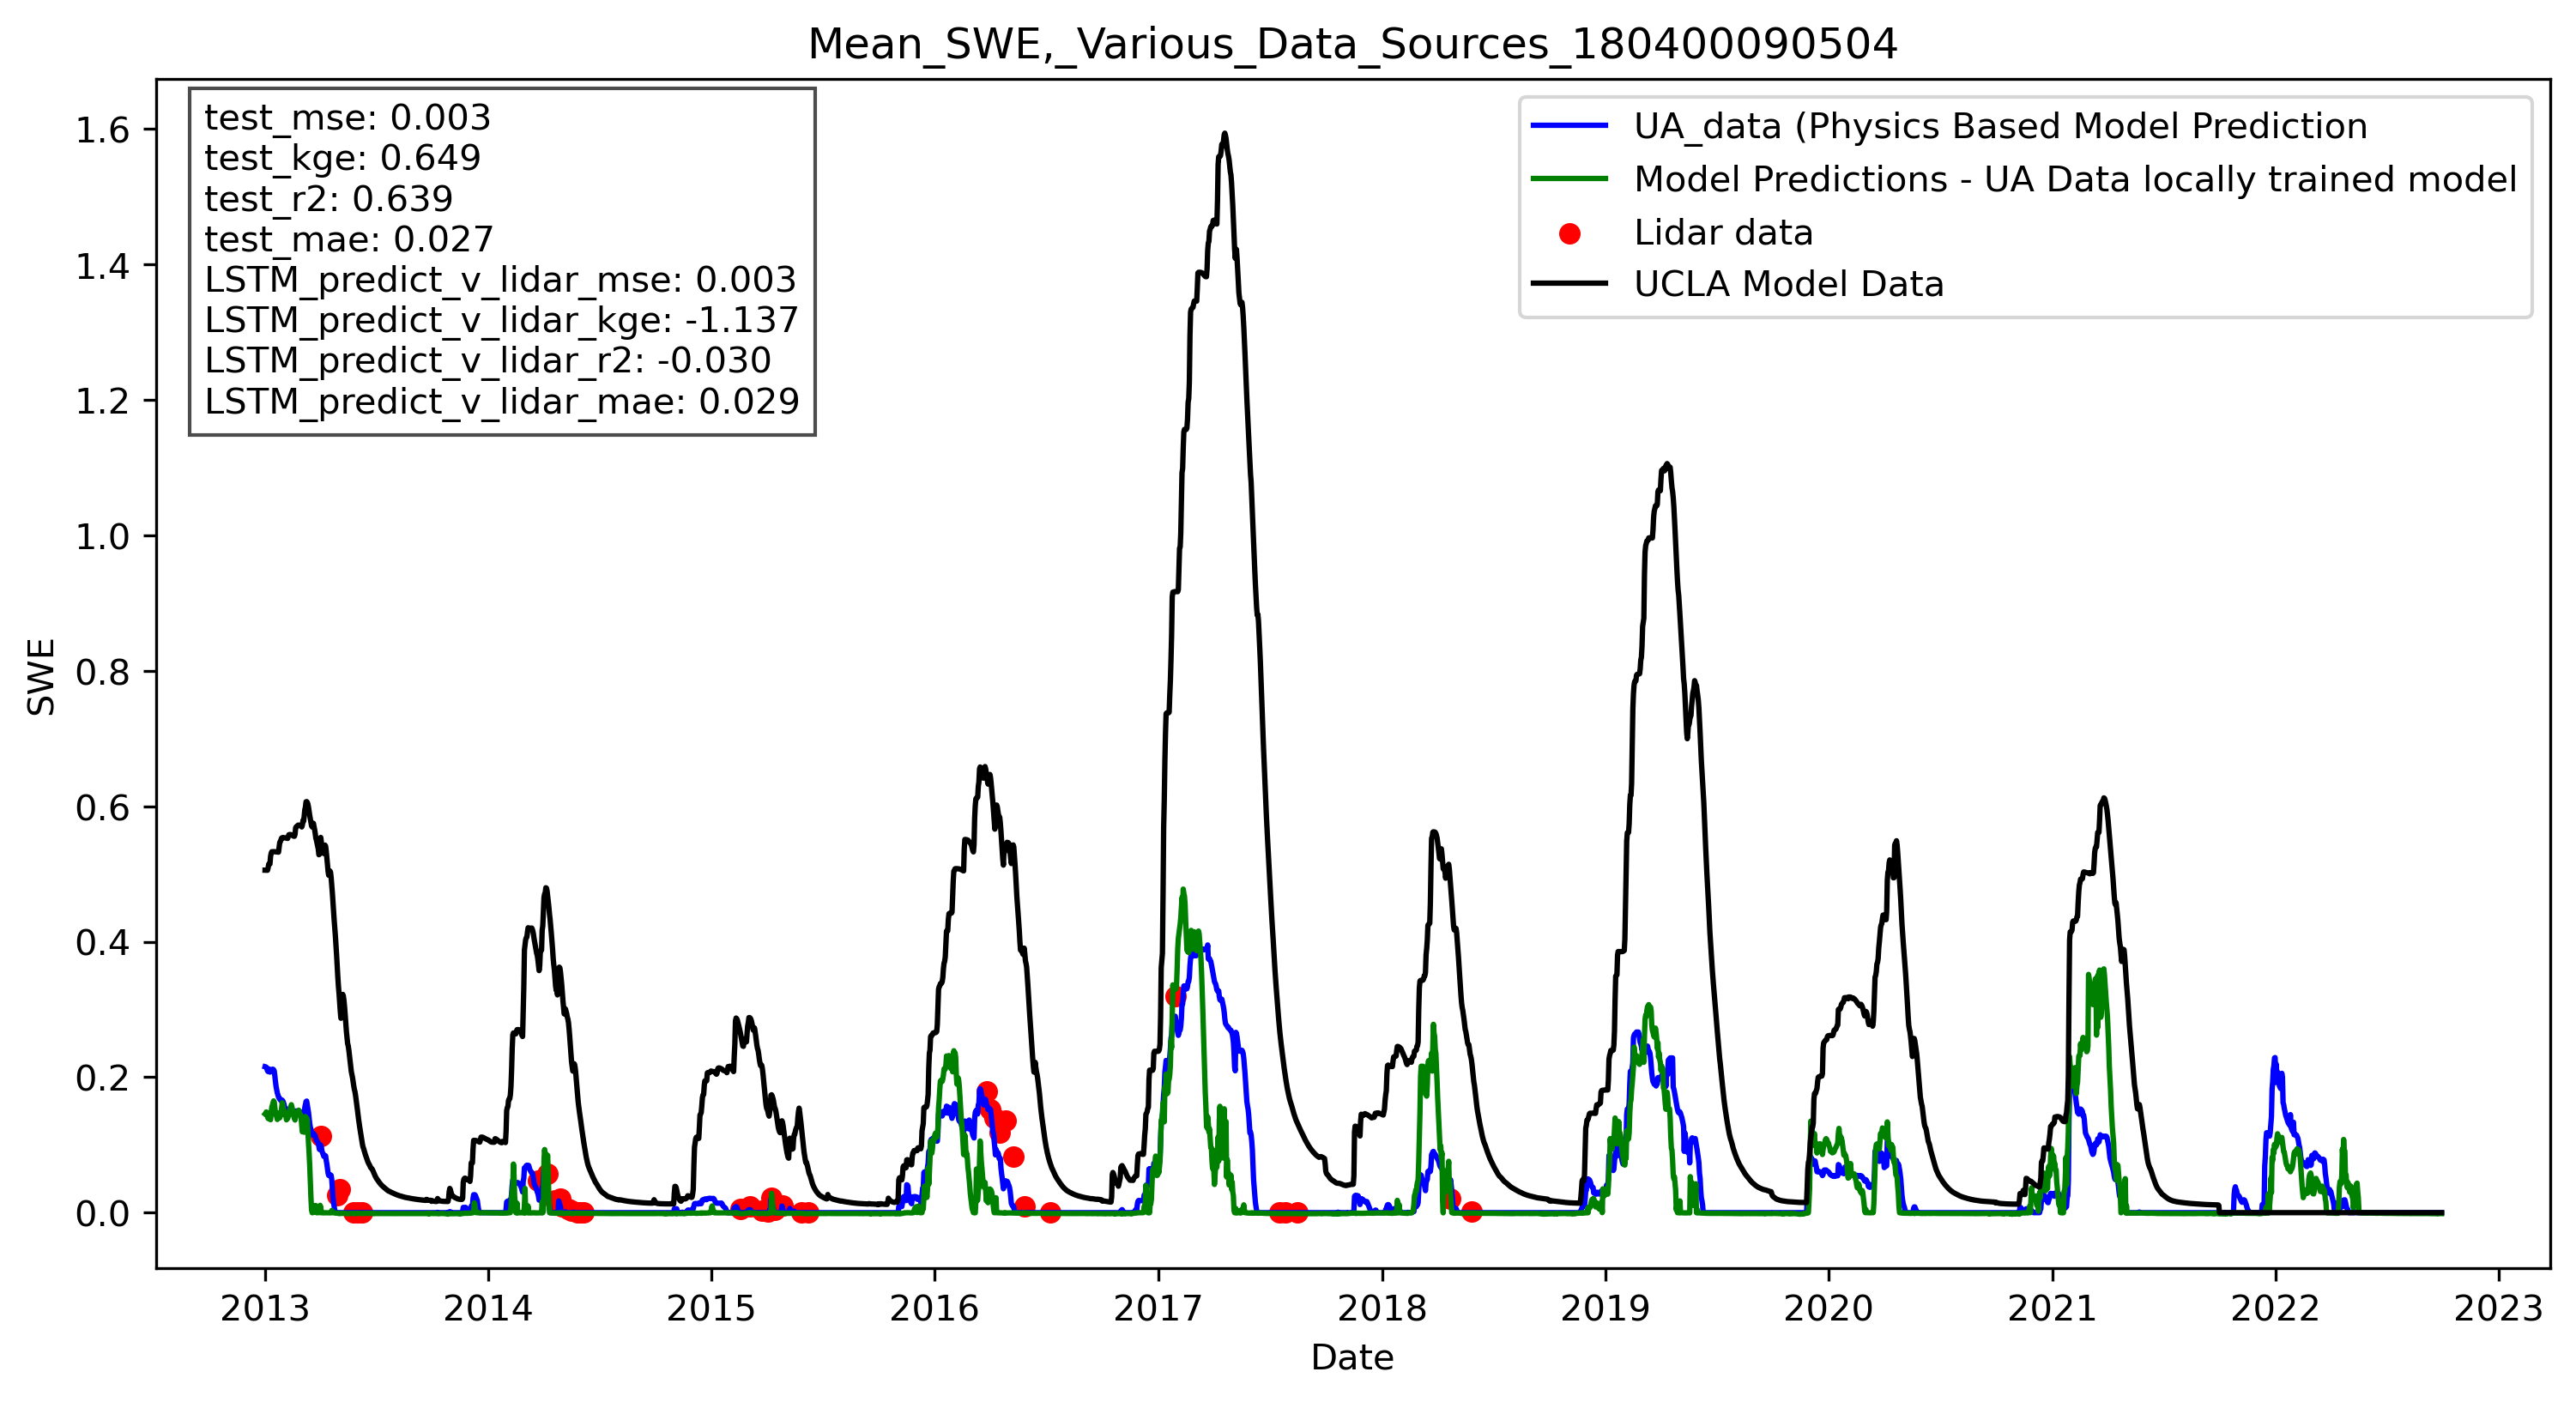 Mean_SWE,_Various_Data_Sources_180400090504
test_mse: 0.003
test_kge: 0.649
test_r2: 0.639
test_mae: 0.027
LSTM_predict_v_lidar_mse: 0.003
LSTM_predict_v_lidar_kge: -1.137
LSTM_predict_v_lidar_r2: -0.030
LSTM_predict_v_lidar_mae: 0.029
UA_data (Physics Based Model Prediction
Model Predictions - UA Data locally trained model
Lidar data
UCLA Model Data
1.6
1.4
1.2
1.0
0.8
0.6
0.4
0.2
0.0
SWE
2013 2014 2015 2016 2017 2018 2019 2020 2021 2022 2023
Date